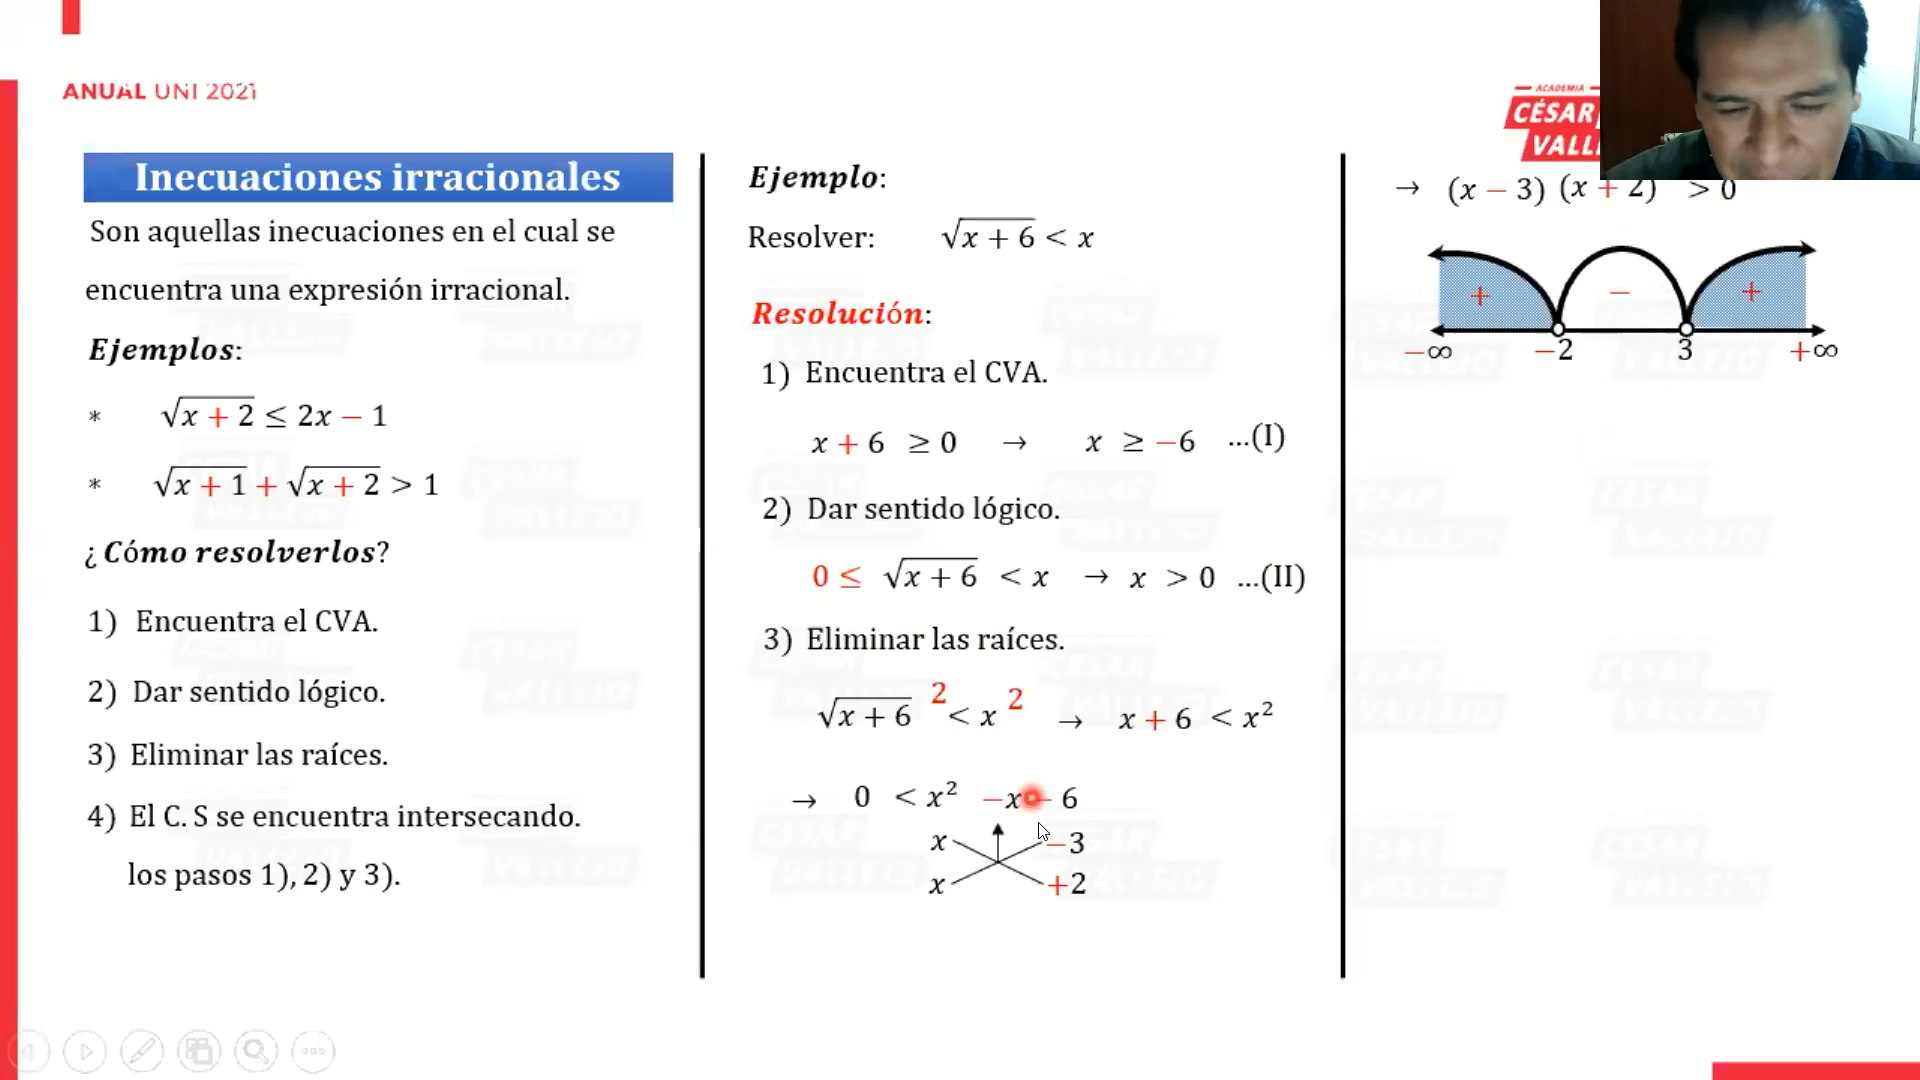 ANUAL UNI 2021
ACADEMIA
CÉSAR
VALL
Inecuaciones irracionales
Son aquellas inecuaciones en el cual se
encuentra una expresión irracional.
Ejemplos:
* √(x + 2) ≤ 2x − 1
* √(x + 1) + √(x + 2) > 1
¿Cómo resolverlos?
1) Encuentra el CVA.
2) Dar sentido lógico.
3) Eliminar las raíces.
4) El C. S se encuentra intersecando.
los pasos 1), 2) y 3).
Ejemplo:
Resolver: √(x + 6) < x
Resolución:
1) Encuentra el CVA.
x + 6 ≥ 0 → x ≥ −6 ...(I)
2) Dar sentido lógico.
0 ≤ √(x + 6) < x → x > 0 ...(II)
3) Eliminar las raíces.
√(x + 6)² < x² → x + 6 < x²
→ 0 < x² − x − 6
x −3
x +2
→ (x − 3) (x + 2) > 0
+ − +
−∞ −2 3 +∞